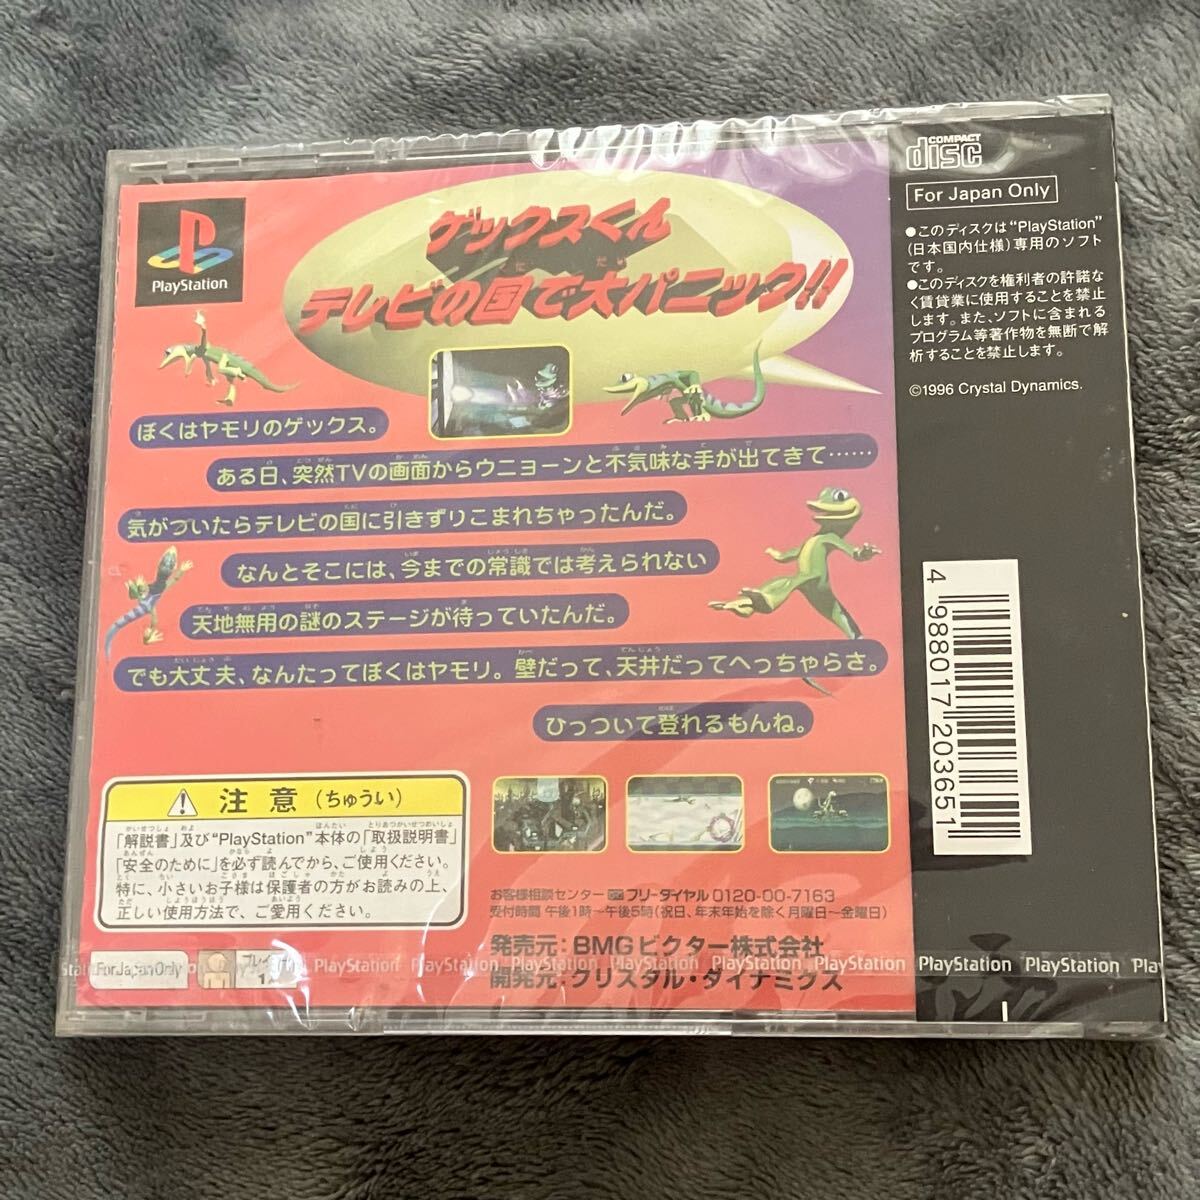 PlayStation
ゲックスくん
テレビの国で大パニック!!
ぼくはヤモリのゲックス。
ある日、突然TVの画面からウニョーンと不気味な手が出てきて……
気がついたらテレビの国に引きずりこまれちゃったんだ。
なんとそこには、今までの常識では考えられない
天地無用の謎のステージが待っていたんだ。
でも大丈夫、なんたってぼくはヤモリ。壁だって、天井だってへっちゃらさ。
ひっついて登れるもんね。
注意(ちゅうい)
「解説書」及び“PlayStation”本体の「取扱説明書」
「安全のために」を必ず読んでから、ご使用ください。
特に、小さいお子様は保護者の方がお読みの上、
正しい使用方法で、ご愛用ください。
For Japan Only
お客様相談センター フリーダイヤル 0120-00-7163
受付時間 午後1時〜午後5時(祝日、年末年始を除く月曜日〜金曜日)
発売元:BMGビクター株式会社
開発元:クリスタル・ダイナミクス
PlayStation PlayStation PlayStation PlayStation PlayStation PlayStation PlayStation
COMPACT
disc
For Japan Only
●このディスクは“PlayStation”
(日本国内仕様)専用のソフト
です。
●このディスクを権利者の許諾な
く賃貸業に使用することを禁止
します。また、ソフトに含まれる
プログラム等著作物を無断で解
析することを禁止します。
©1996 Crystal Dynamics.
4 988017 203651